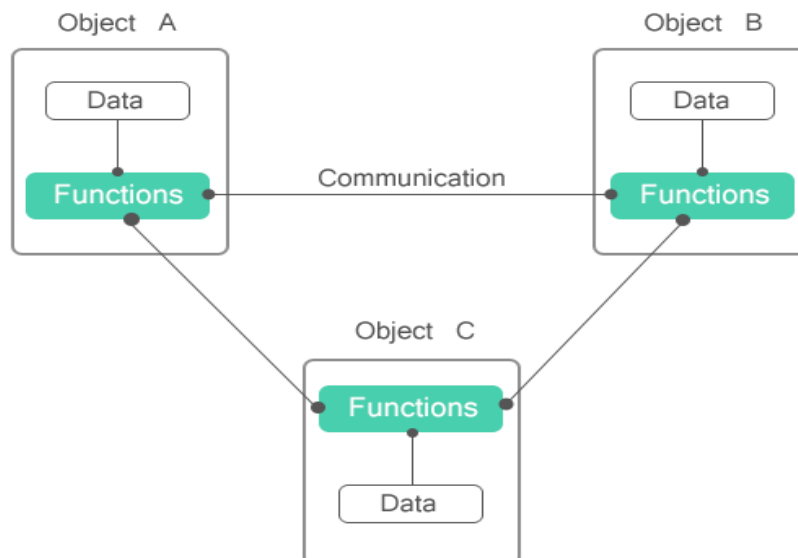 Object A
Object B
Data
Data
Functions
Communication
Functions
Object C
Functions
Data